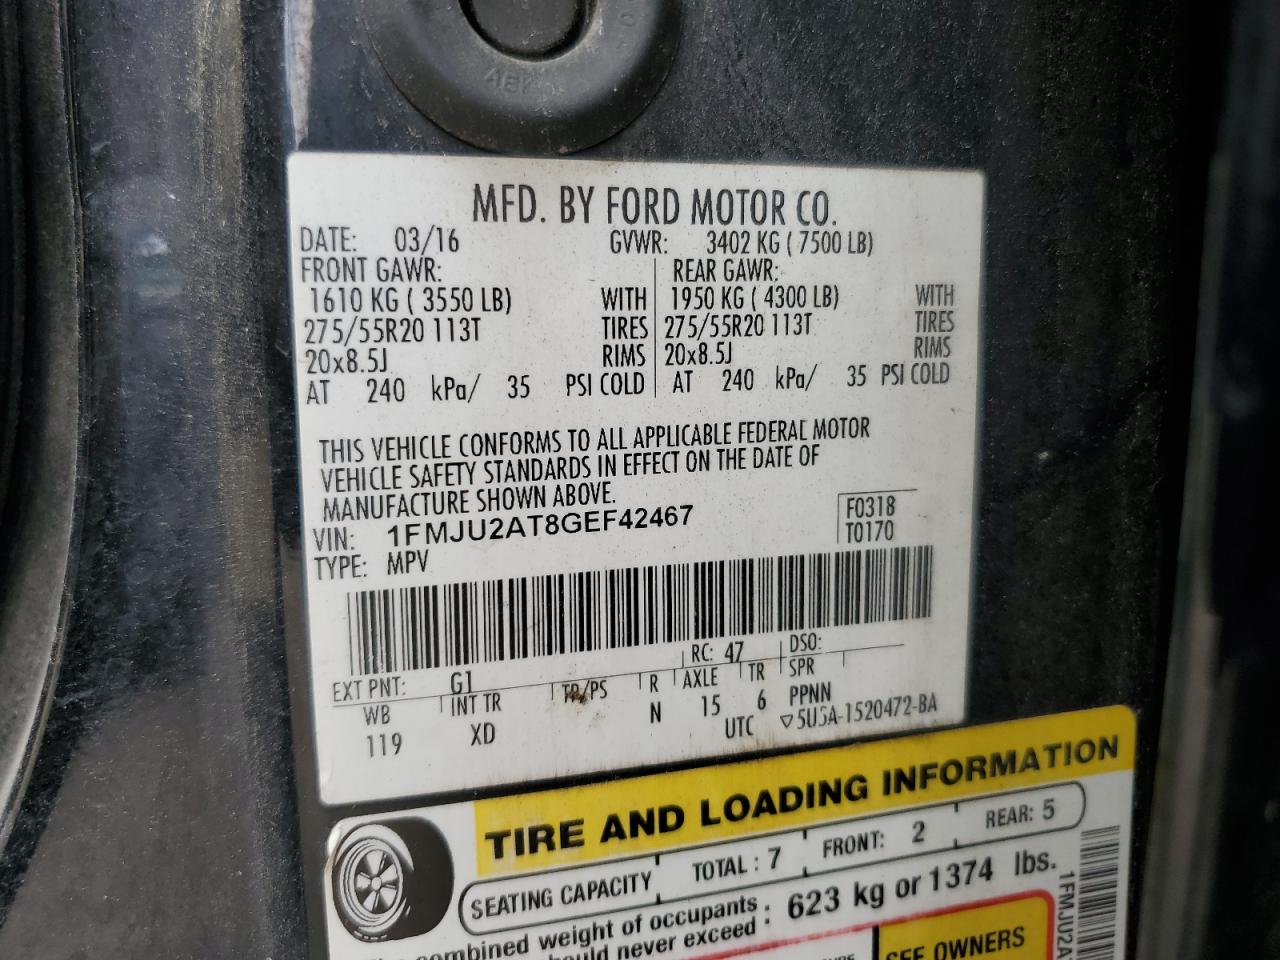 MFD. BY FORD MOTOR CO.
DATE: 03/16 GVWR: 3402 KG ( 7500 LB)
FRONT GAWR: REAR GAWR:
1610 KG ( 3550 LB) WITH 1950 KG ( 4300 LB) WITH
275/55R20 113T TIRES 275/55R20 113T TIRES
20x8.5J RIMS 20x8.5J RIMS
AT 240 kPa/ 35 PSI COLD AT 240 kPa/ 35 PSI COLD
THIS VEHICLE CONFORMS TO ALL APPLICABLE FEDERAL MOTOR
VEHICLE SAFETY STANDARDS IN EFFECT ON THE DATE OF
MANUFACTURE SHOWN ABOVE.
VIN: 1FMJU2AT8GEF42467 F0318
TYPE: MPV T0170
EXT PNT: G1 RC: 47 DSO:
WB INT TR TP/PS R AXLE TR SPR
119 XD N 15 6 PPNN
UTC ▽5U5A-1520472-BA
TIRE AND LOADING INFORMATION
SEATING CAPACITY TOTAL : 7 FRONT: 2 REAR: 5
combined weight of occupants : 623 kg or 1374 lbs.
should never exceed :
SEE OWNERS
1FMJU2A